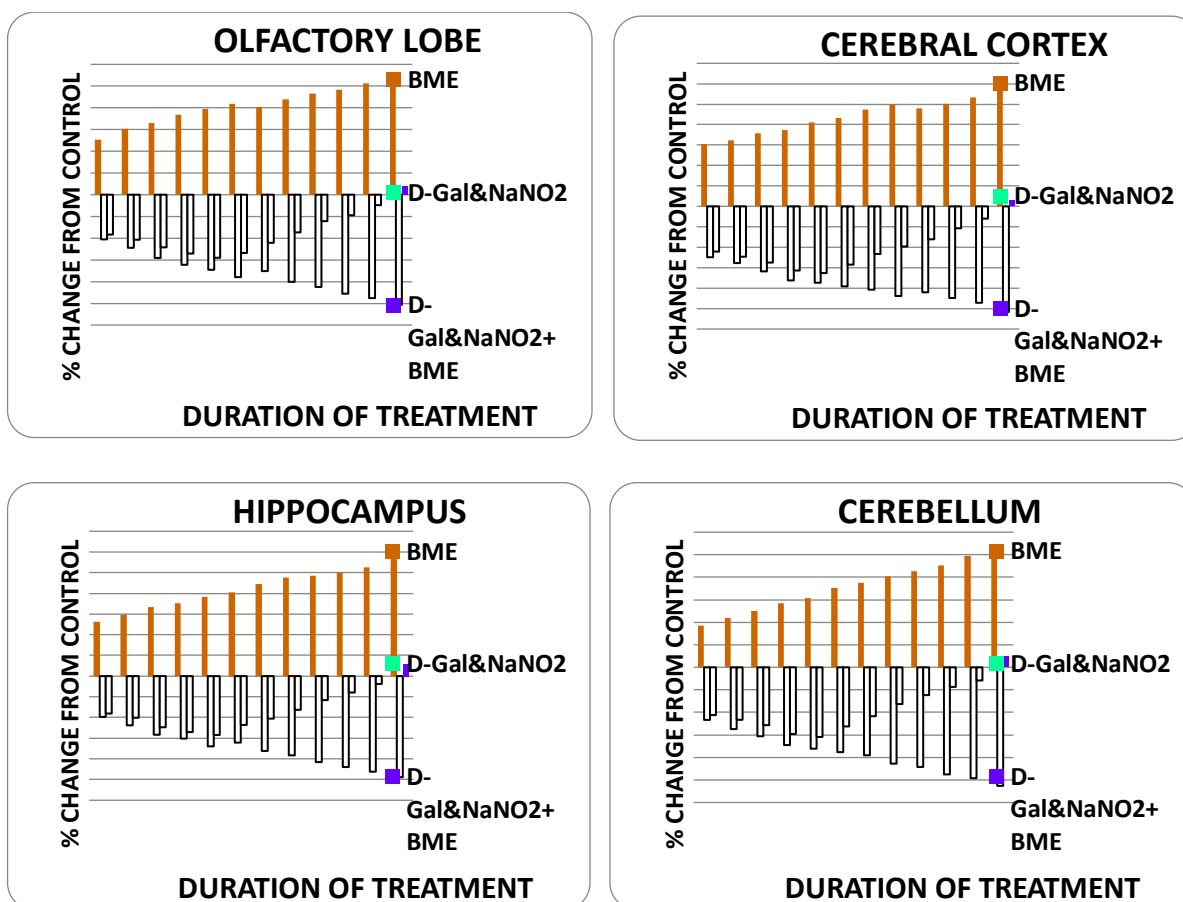 OLFACTORY LOBE
% CHANGE FROM CONTROL
BME
D-Gal&NaNO2
D-
Gal&NaNO2+
BME
DURATION OF TREATMENT
CEREBRAL CORTEX
% CHANGE FROM CONTROL
BME
D-Gal&NaNO2
D-
Gal&NaNO2+
BME
DURATION OF TREATMENT
HIPPOCAMPUS
% CHANGE FROM CONTROL
BME
D-Gal&NaNO2
D-
Gal&NaNO2+
BME
DURATION OF TREATMENT
CEREBELLUM
% CHANGE FROM CONTROL
BME
D-Gal&NaNO2
D-
Gal&NaNO2+
BME
DURATION OF TREATMENT